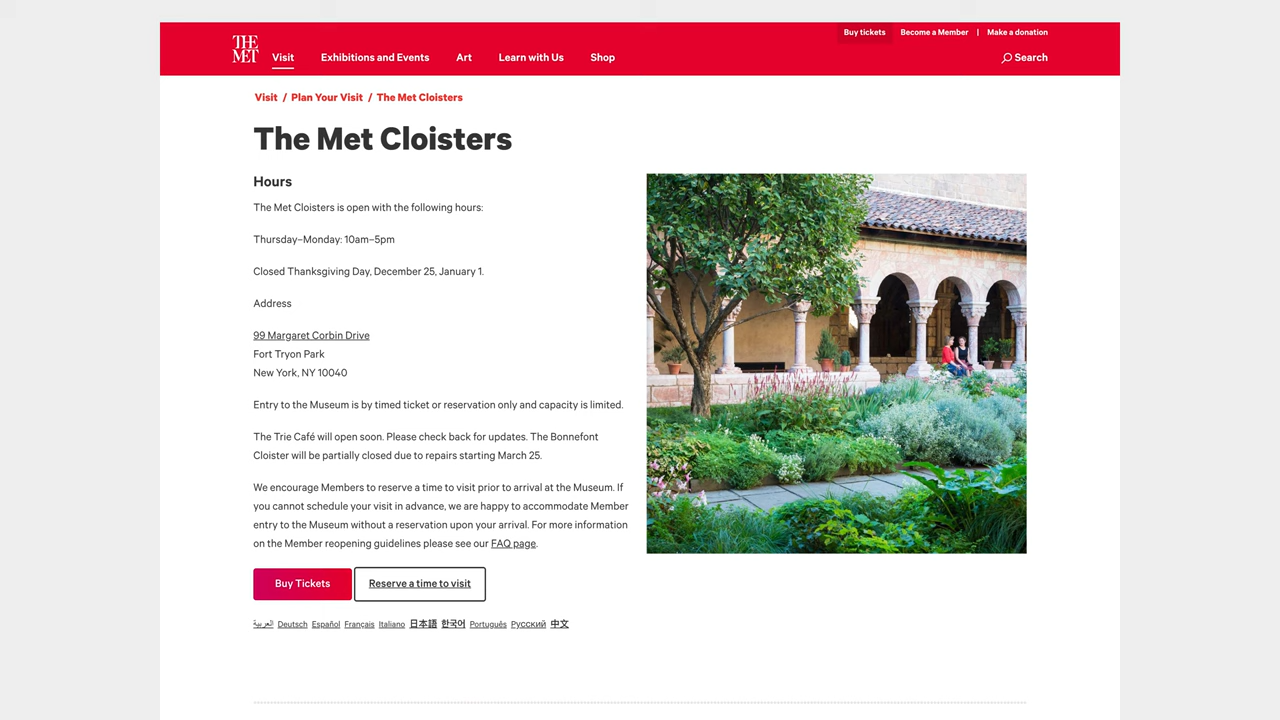 Buy tickets Become a Member | Make a donation
THE
MET
Visit Exhibitions and Events Art Learn with Us Shop Search
Visit / Plan Your Visit / The Met Cloisters
The Met Cloisters
Hours
The Met Cloisters is open with the following hours:
Thursday–Monday: 10am–5pm
Closed Thanksgiving Day, December 25, January 1.
Address
99 Margaret Corbin Drive
Fort Tryon Park
New York, NY 10040
Entry to the Museum is by timed ticket or reservation only and capacity is limited.
The Trie Café will open soon. Please check back for updates. The Bonnefont
Cloister will be partially closed due to repairs starting March 25.
We encourage Members to reserve a time to visit prior to arrival at the Museum. If
you cannot schedule your visit in advance, we are happy to accommodate Member
entry to the Museum without a reservation upon your arrival. For more information
on the Member reopening guidelines please see our FAQ page.
Buy Tickets Reserve a time to visit
العربية Deutsch Español Français Italiano 日本語 한국어 Português Русский 中文